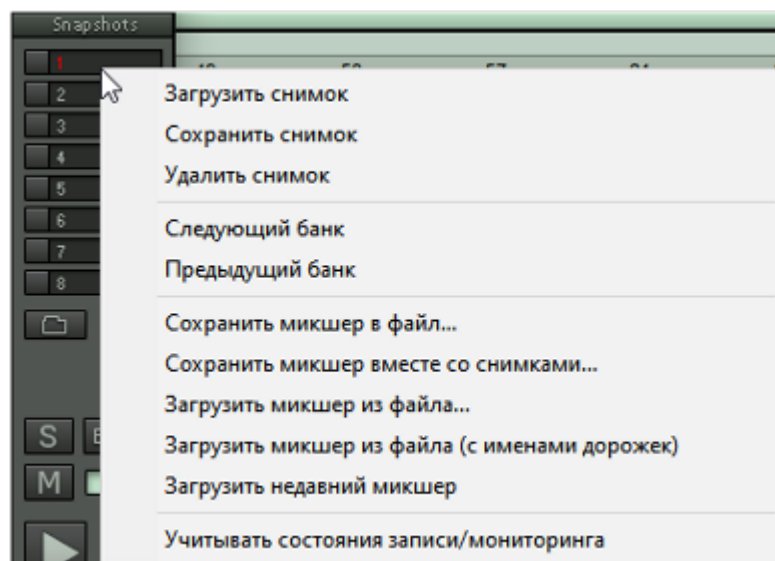 Snapshots
1
2
3
4
5
6
7
8
Загрузить снимок
Сохранить снимок
Удалить снимок
Следующий банк
Предыдущий банк
Сохранить микшер в файл...
Сохранить микшер вместе со снимками...
Загрузить микшер из файла...
Загрузить микшер из файла (с именами дорожек)
Загрузить недавний микшер
Учитывать состояния записи/мониторинга
S
M